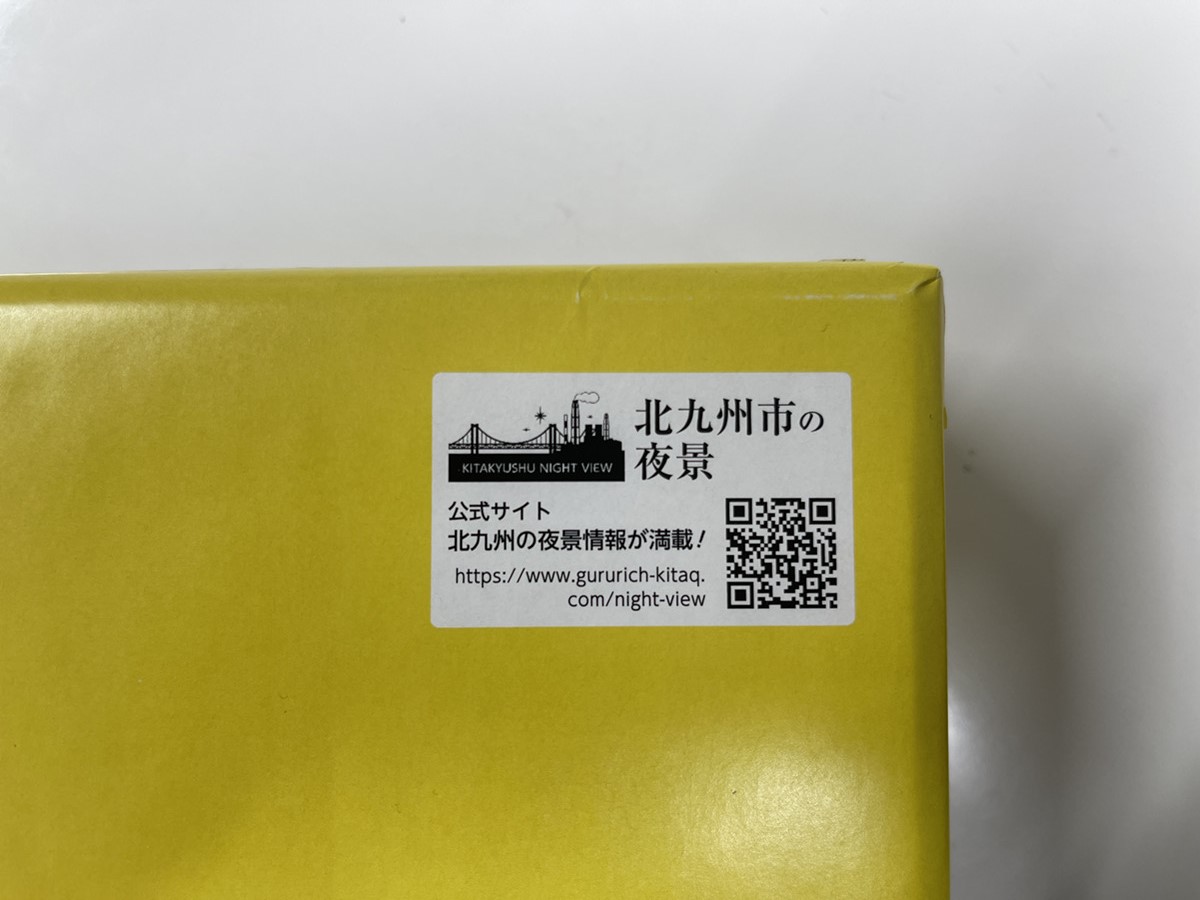 北九州市の
夜景
KITAKYUSHU NIGHT VIEW
公式サイト
北九州の夜景情報が満載!
https://www.gururich-kitaq.
com/night-view